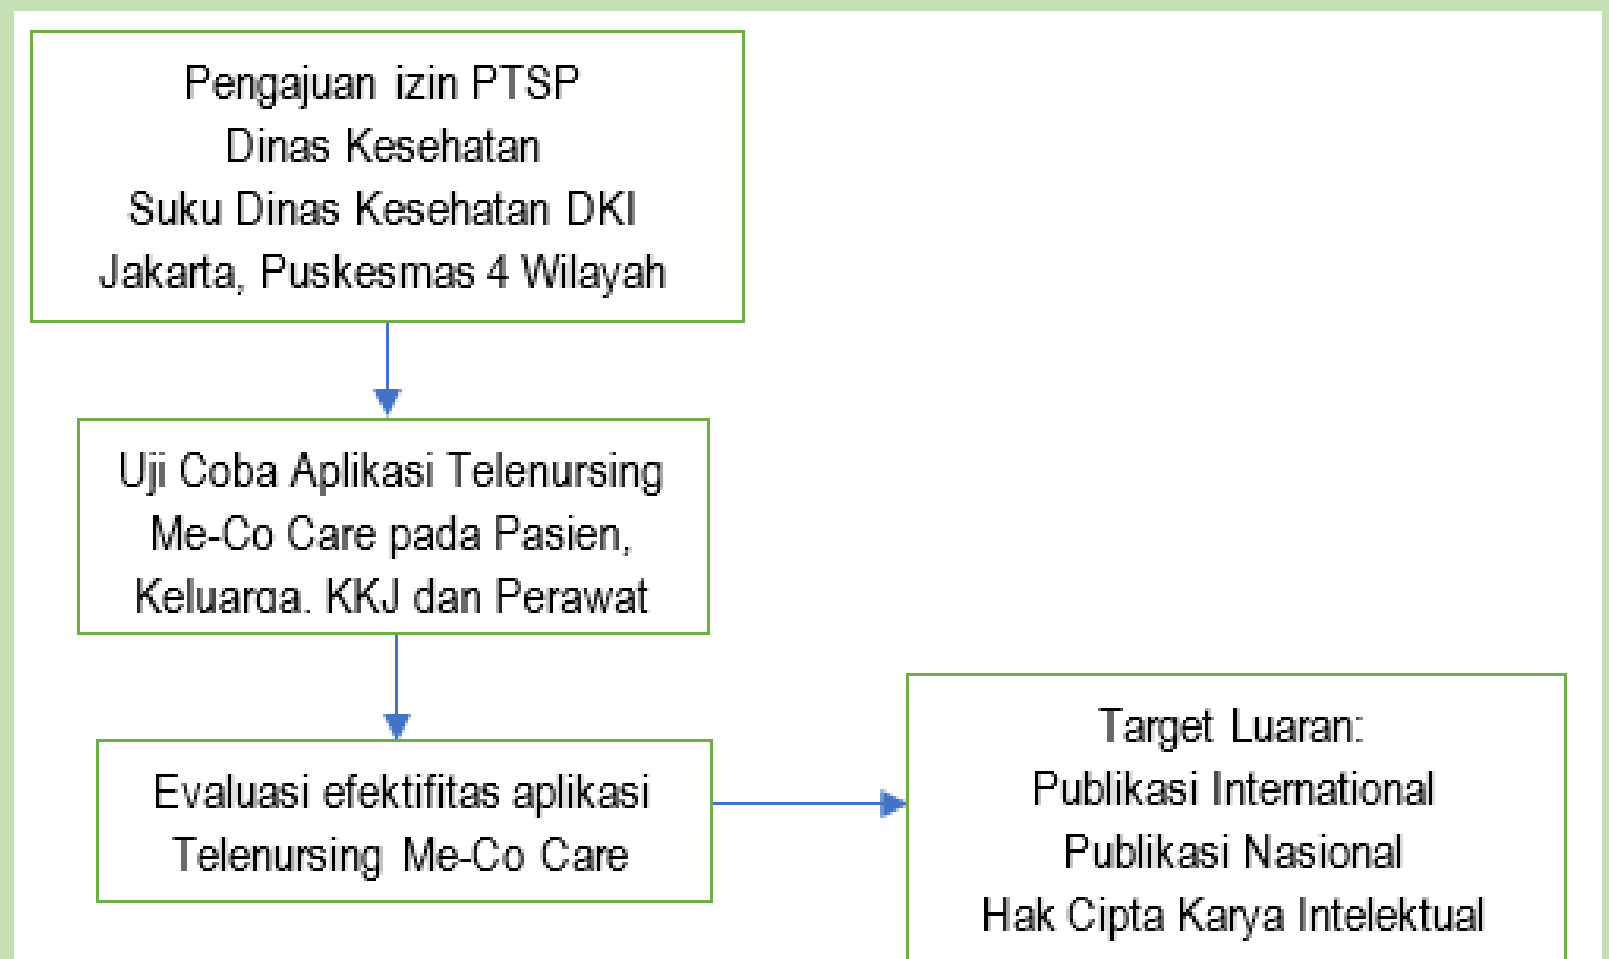 Pengajuan izin PTSP
Dinas Kesehatan
Suku Dinas Kesehatan DKI
Jakarta, Puskesmas 4 Wilayah
Uji Coba Aplikasi Telenursing
Me-Co Care pada Pasien,
Keluarga, KKJ dan Perawat
Evaluasi efektifitas aplikasi
Telenursing Me-Co Care
Target Luaran:
Publikasi International
Publikasi Nasional
Hak Cipta Karya Intelektual